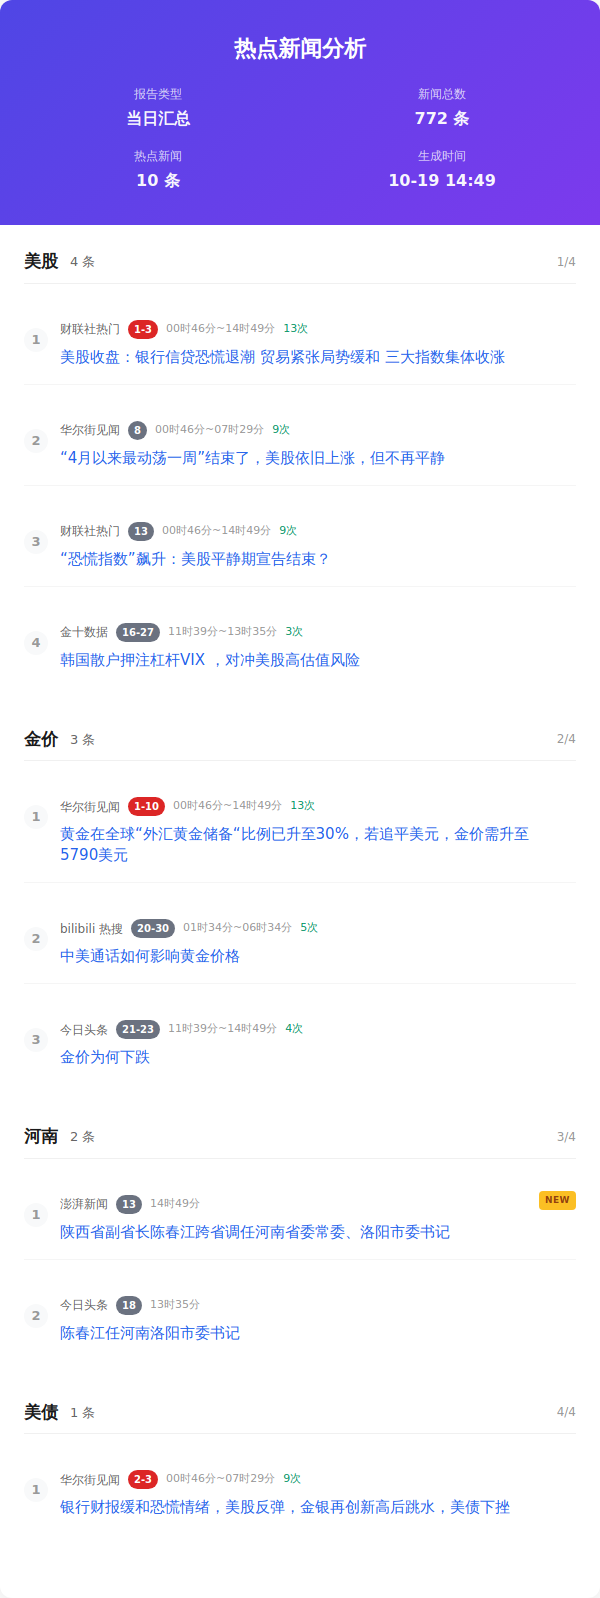 热点新闻分析
报告类型
当日汇总
新闻总数
772 条
热点新闻
10 条
生成时间
10-19 14:49
美股 4 条 1/4
1
财联社热门 1-3 00时46分~14时49分 13次
美股收盘：银行信贷恐慌退潮 贸易紧张局势缓和 三大指数集体收涨
2
华尔街见闻 8 00时46分~07时29分 9次
“4月以来最动荡一周”结束了，美股依旧上涨，但不再平静
3
财联社热门 13 00时46分~14时49分 9次
“恐慌指数”飙升：美股平静期宣告结束？
4
金十数据 16-27 11时39分~13时35分 3次
韩国散户押注杠杆VIX ，对冲美股高估值风险
金价 3 条 2/4
1
华尔街见闻 1-10 00时46分~14时49分 13次
黄金在全球“外汇黄金储备“比例已升至30%，若追平美元，金价需升至
5790美元
2
bilibili 热搜 20-30 01时34分~06时34分 5次
中美通话如何影响黄金价格
3
今日头条 21-23 11时39分~14时49分 4次
金价为何下跌
河南 2 条 3/4
1
澎湃新闻 13 14时49分 NEW
陕西省副省长陈春江跨省调任河南省委常委、洛阳市委书记
2
今日头条 18 13时35分
陈春江任河南洛阳市委书记
美债 1 条 4/4
1
华尔街见闻 2-3 00时46分~07时29分 9次
银行财报缓和恐慌情绪，美股反弹，金银再创新高后跳水，美债下挫